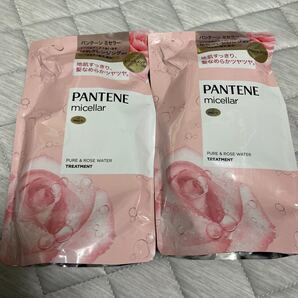 パンテーン ミセラー
地肌すっきり、
髪なめらかツヤツヤ。
PANTENE
micellar
PURE & ROSE WATER
TREATMENT
パンテーン ミセラー
地肌すっきり、
髪なめらかツヤツヤ。
PANTENE
micellar
PURE & ROSE WATER
TREATMENT